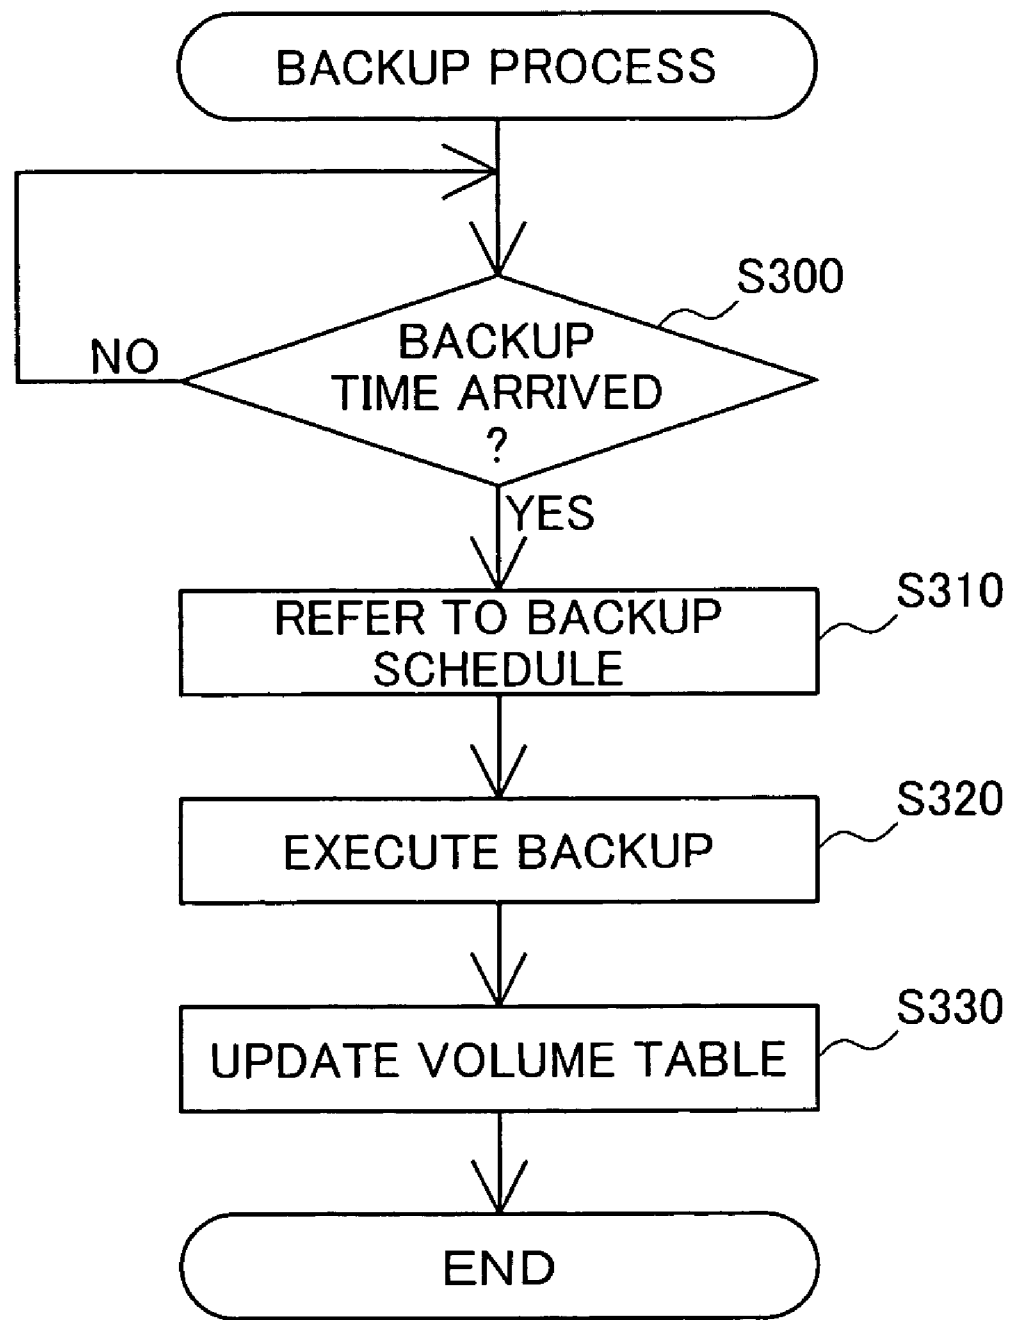 BACKUP PROCESS
S300
BACKUP
TIME ARRIVED
?
NO
YES
S310
REFER TO BACKUP
SCHEDULE
S320
EXECUTE BACKUP
S330
UPDATE VOLUME TABLE
END